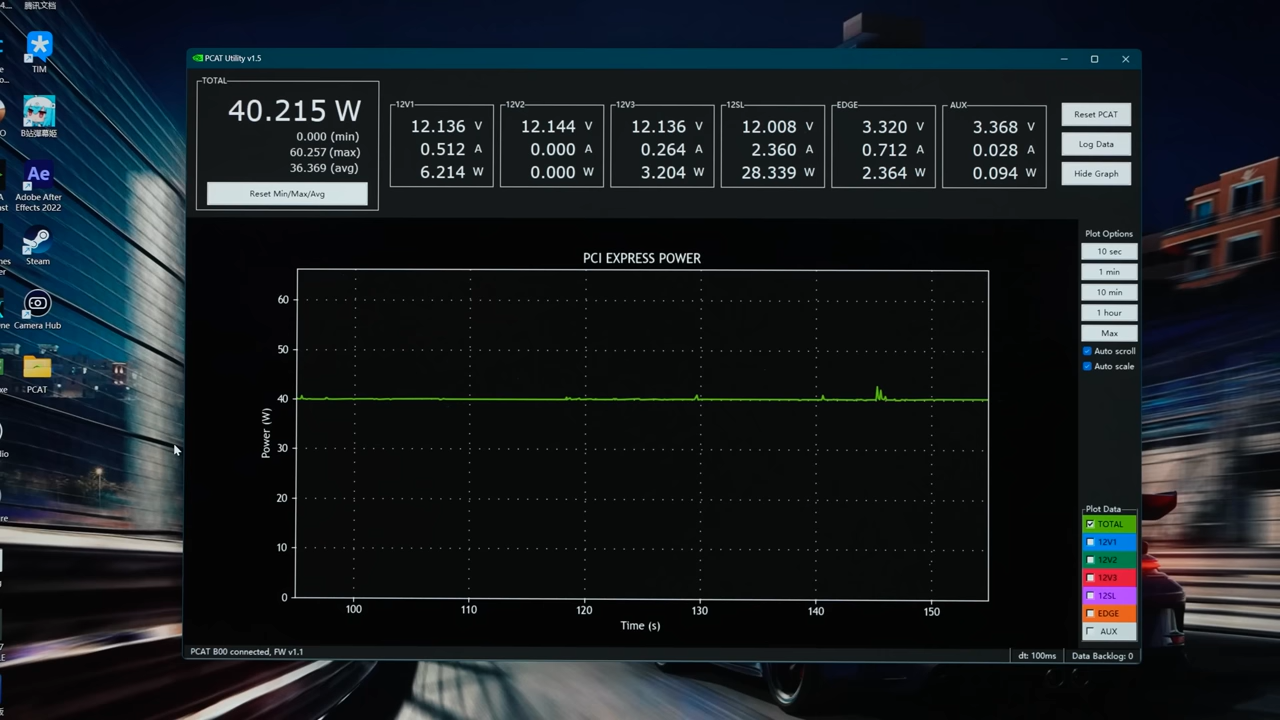 腾讯文档
TIM
B站弹幕姬
Adobe After
Effects 2022
Steam
Camera Hub
PCAT
PCAT Utility v1.5
TOTAL
40.215 W
0.000 (min)
60.257 (max)
36.369 (avg)
Reset Min/Max/Avg
12V1
12.136 V
0.512 A
6.214 W
12V2
12.144 V
0.000 A
0.000 W
12V3
12.136 V
0.264 A
3.204 W
12SL
12.008 V
2.360 A
28.339 W
EDGE
3.320 V
0.712 A
2.364 W
AUX
3.368 V
0.028 A
0.094 W
Reset PCAT
Log Data
Hide Graph
PCI EXPRESS POWER
Power (W)
60
50
40
30
20
10
0
100
110
120
130
140
150
Time (s)
Plot Options
10 sec
1 min
10 min
1 hour
Max
Auto scroll
Auto scale
Plot Data
TOTAL
12V1
12V2
12V3
12SL
EDGE
AUX
PCAT B00 connected, FW v1.1
dt: 100ms
Data Backlog: 0